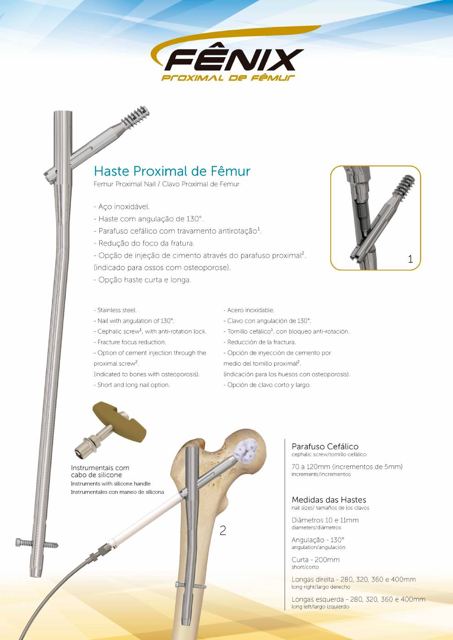 FÊNIX
PROXIMAL DE FÊMUR
Haste Proximal de Fêmur
Femur Proximal Nail / Clavo Proximal de Femur
- Aço inoxidável.
- Haste com angulação de 130°.
- Parafuso cefálico com travamento antirotação¹.
- Redução do foco da fratura.
- Opção de injeção de cimento através do parafuso proximal².
(indicado para ossos com osteoporose).
- Opção haste curta e longa.
1
- Stainless steel.
- Nail with angulation of 130°.
- Cephalic screw¹, with anti-rotation lock.
- Fracture focus reduction.
- Option of cement injection through the
proximal screw².
(indicated to bones with osteoporosis).
- Short and long nail option.
- Acero inoxidable.
- Clavo con angulación de 130°.
- Tornillo cefálico¹, con bloqueo anti-rotación.
- Reducción de la fractura.
- Opción de inyección de cemento por
medio del tornillo proximal².
(indicación para los huesos con osteoporosis).
- Opción de clavo corto y largo.
Instrumentais com
cabo de silicone
Instruments with silicone handle
Instrumentales con maneo de silicona
2
Parafuso Cefálico
cephalic screw/tornillo cefálico
70 à 120mm (incrementos de 5mm)
increments/incrementos
Medidas das Hastes
nail sizes/ tamaños de los clavos
Diâmetros 10 e 11mm
diameters/diámetros
Angulação - 130°
angulation/angulación
Curta - 200mm
short/corto
Longas direita - 280, 320, 360 e 400mm
long right/largo derecho
Longas esquerda - 280, 320, 360 e 400mm
long left/largo izquierdo